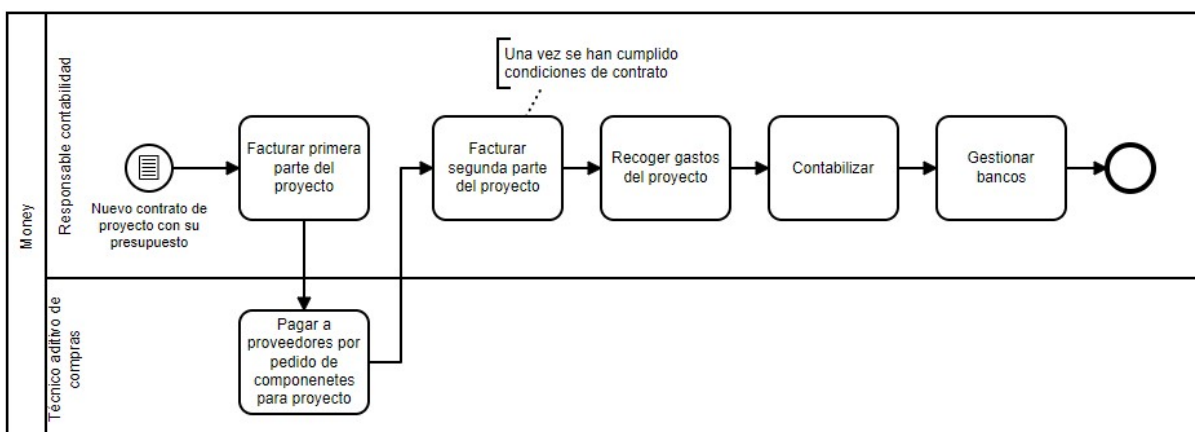 Money
Responsable contabilidad
Nuevo contrato de
proyecto con su
presupuesto
Facturar primera
parte del
proyecto
Una vez se han cumplido
condiciones de contrato
Facturar
segunda parte
del proyecto
Recoger gastos
del proyecto
Contabilizar
Gestionar
bancos
Técnico aditivo de
compras
Pagar a
proveedores por
pedido de
componenetes
para proyecto